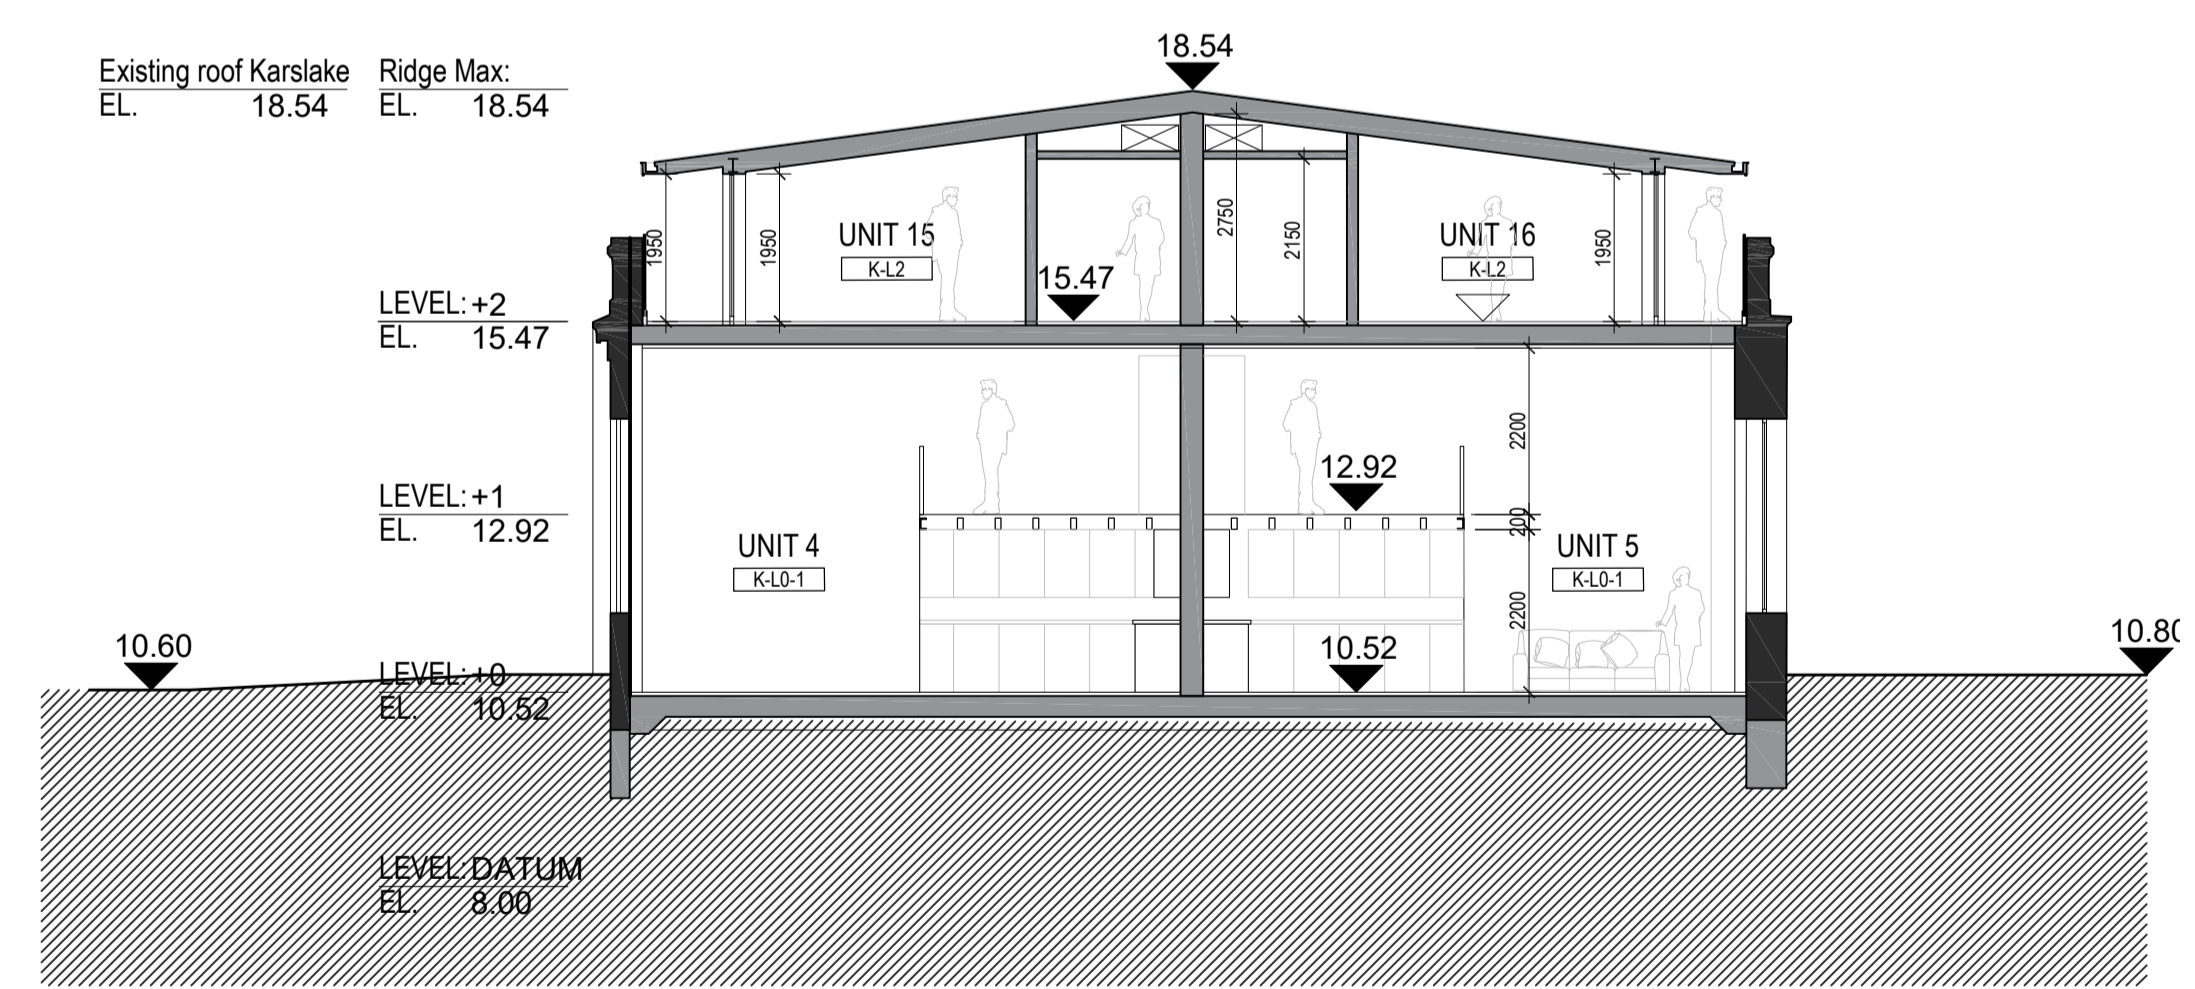 18.54
Existing roof Karslake
EL. 18.54
Ridge Max:
EL. 18.54
2750
2150
1950
1950
1950
UNIT 15
K-L2
UNIT 16
K-L2
15.47
LEVEL: +2
EL. 15.47
2200
12.92
LEVEL: +1
EL. 12.92
200
UNIT 4
K-L0-1
UNIT 5
K-L0-1
2200
10.60
10.52
10.80
LEVEL: +0
EL. 10.52
LEVEL: DATUM
EL. 8.00